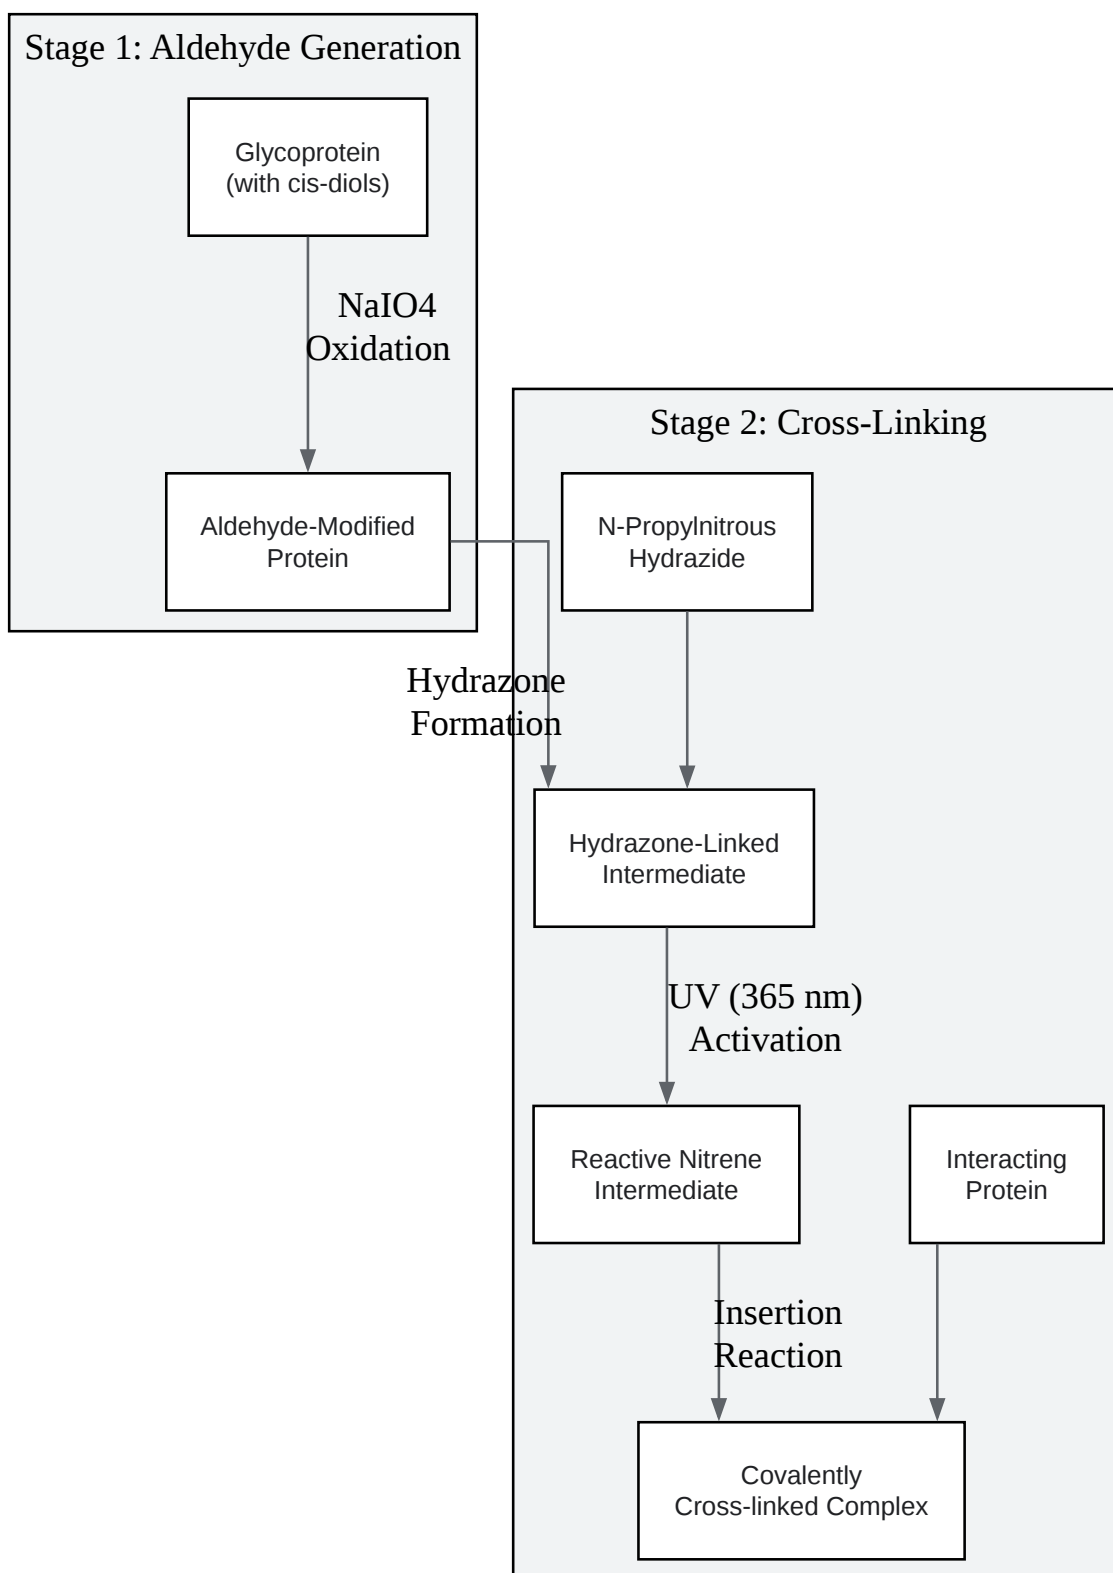 Stage 1: Aldehyde Generation
Glycoprotein
(with cis-diols)
NaIO4
Oxidation
Aldehyde-Modified
Protein
Stage 2: Cross-Linking
N-Propylnitrous
Hydrazide
Hydrazone
Formation
Hydrazone-Linked
Intermediate
UV (365 nm)
Activation
Reactive Nitrene
Intermediate
Interacting
Protein
Insertion
Reaction
Covalently
Cross-linked Complex